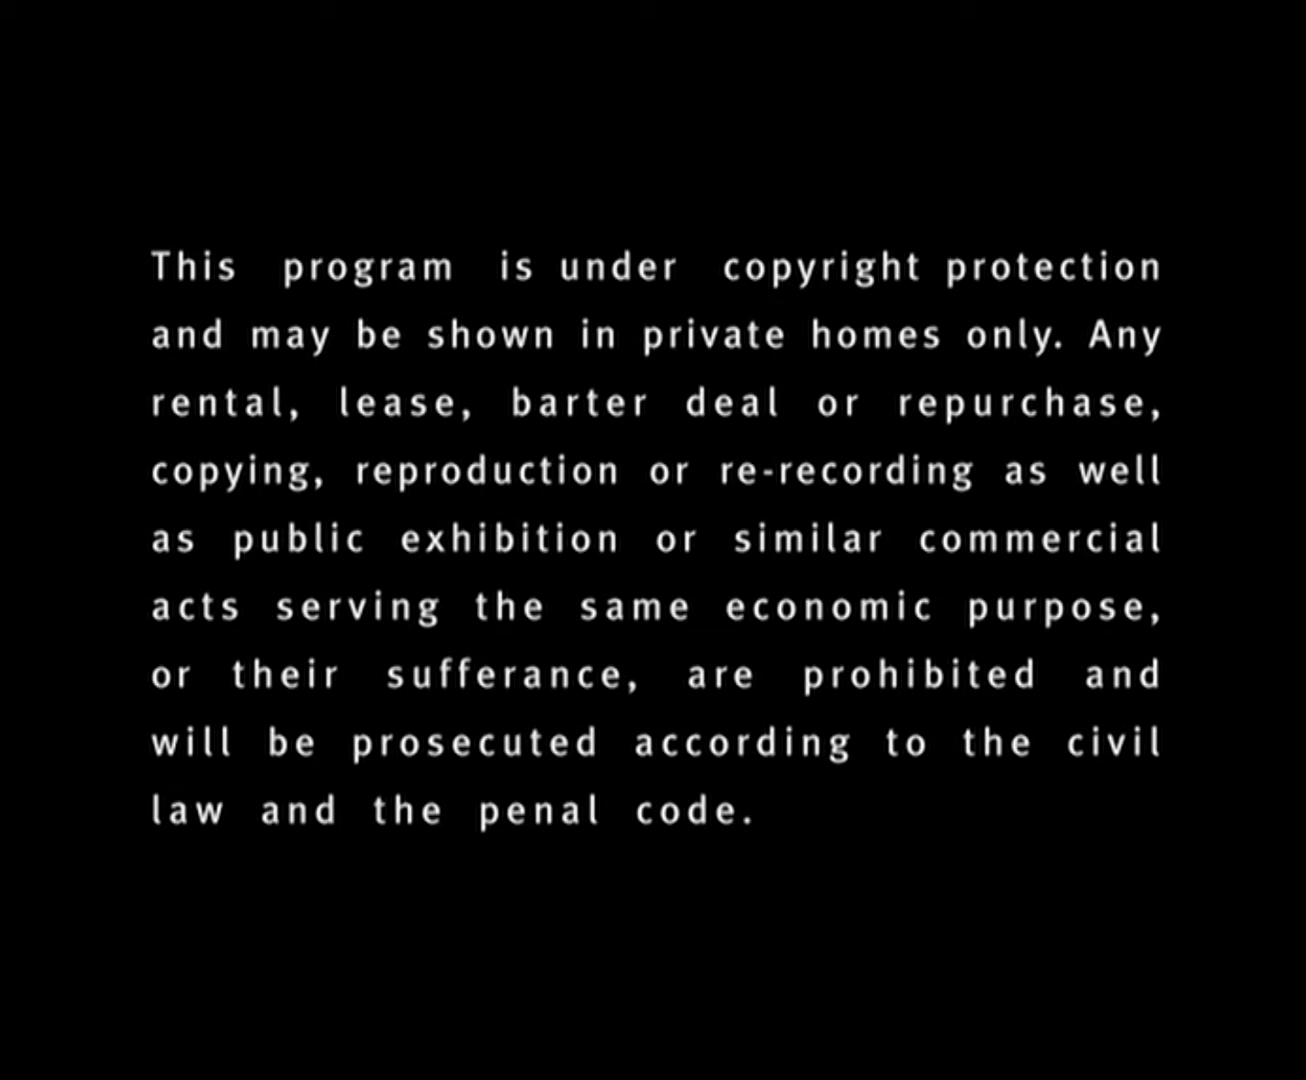 This program is under copyright protection
and may be shown in private homes only. Any
rental, lease, barter deal or repurchase,
copying, reproduction or re-recording as well
as public exhibition or similar commercial
acts serving the same economic purpose,
or their sufferance, are prohibited and
will be prosecuted according to the civil
law and the penal code.